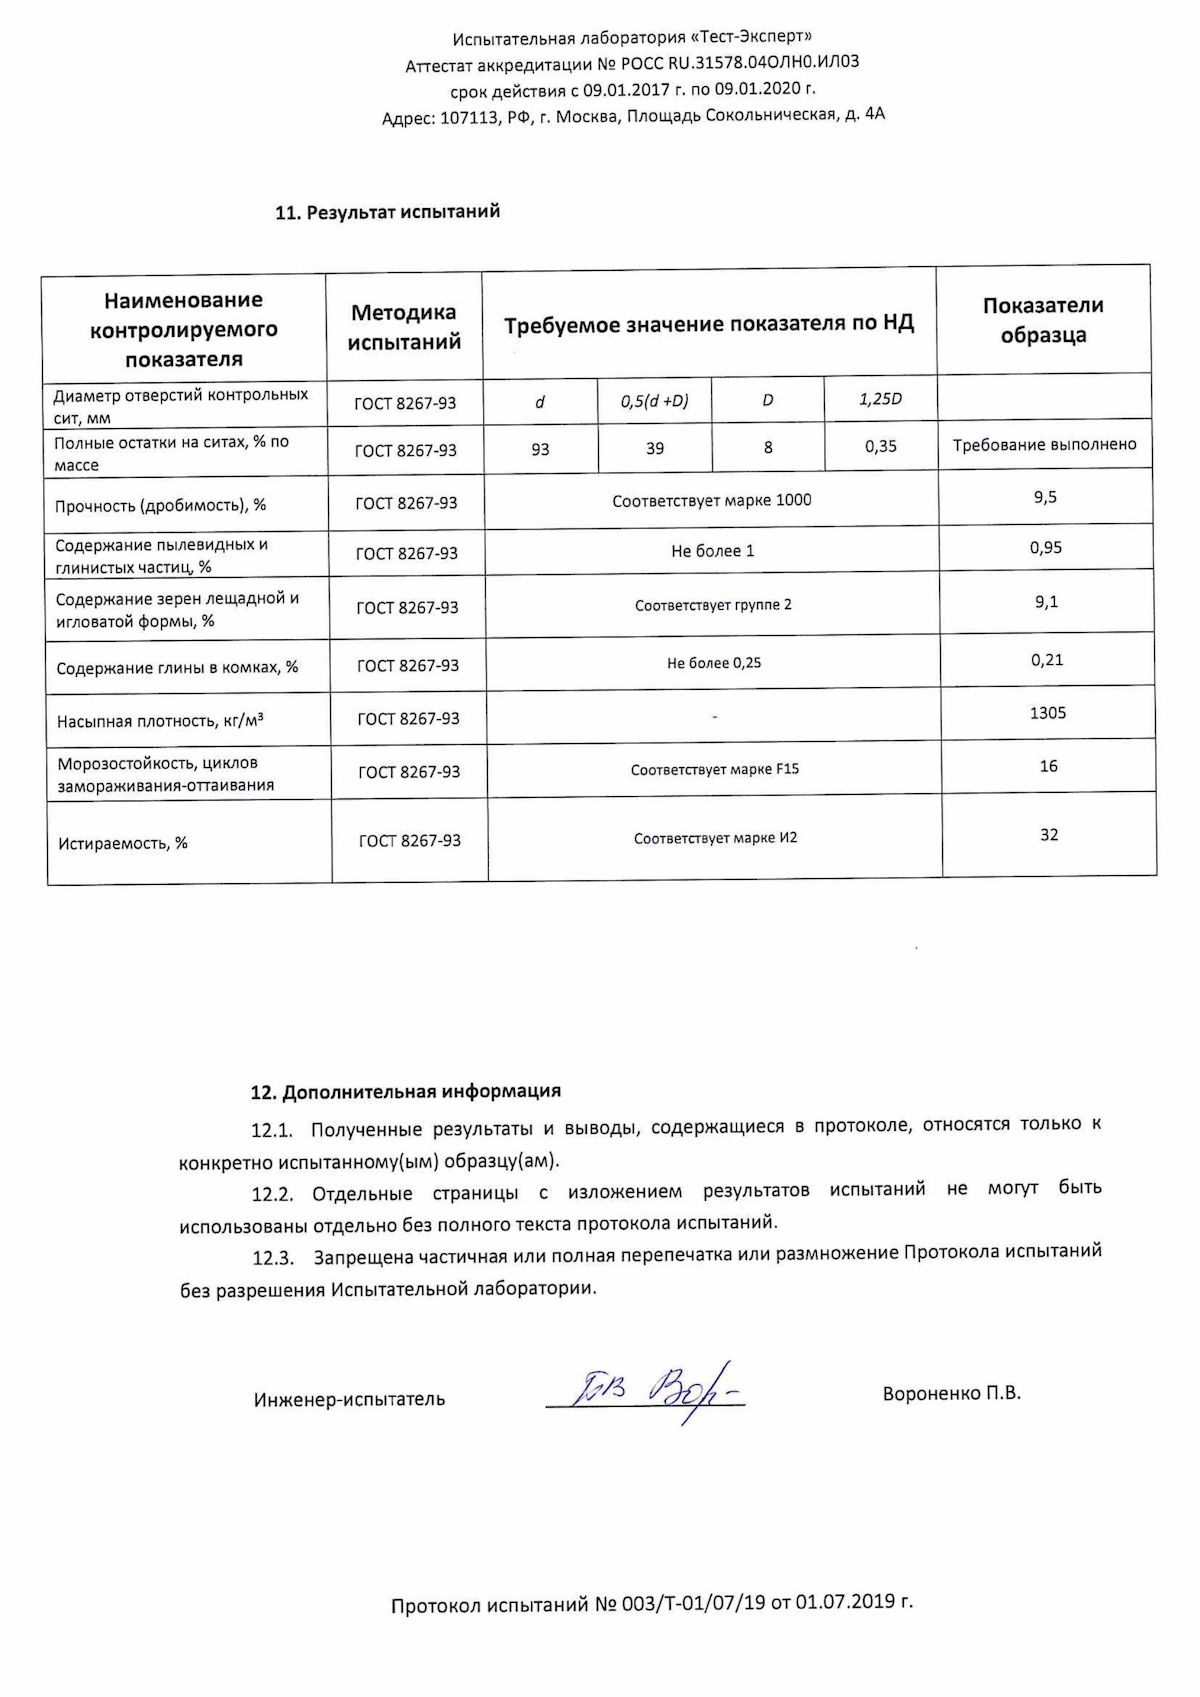 Испытательная лаборатория «Тест-Эксперт»
Аттестат аккредитации № РОСС RU.31578.04ОЛН0.ИЛ03
срок действия с 09.01.2017 г. по 09.01.2020 г.
Адрес: 107113, РФ, г. Москва, Площадь Сокольническая, д. 4А
11. Результат испытаний
Наименование контролируемого показателя Методика испытаний Требуемое значение показателя по НД Показатели образца
Диаметр отверстий контрольных сит, мм ГОСТ 8267-93 d 0,5(d +D) D 1,25D
Полные остатки на ситах, % по массе ГОСТ 8267-93 93 39 8 0,35 Требование выполнено
Прочность (дробимость), % ГОСТ 8267-93 Соответствует марке 1000 9,5
Содержание пылевидных и глинистых частиц, % ГОСТ 8267-93 Не более 1 0,95
Содержание зерен лещадной и игловатой формы, % ГОСТ 8267-93 Соответствует группе 2 9,1
Содержание глины в комках, % ГОСТ 8267-93 Не более 0,25 0,21
Насыпная плотность, кг/м³ ГОСТ 8267-93 - 1305
Морозостойкость, циклов замораживания-оттаивания ГОСТ 8267-93 Соответствует марке F15 16
Истираемость, % ГОСТ 8267-93 Соответствует марке И2 32
12. Дополнительная информация
12.1. Полученные результаты и выводы, содержащиеся в протоколе, относятся только к
конкретно испытанному(ым) образцу(ам).
12.2. Отдельные страницы с изложением результатов испытаний не могут быть
использованы отдельно без полного текста протокола испытаний.
12.3. Запрещена частичная или полная перепечатка или размножение Протокола испытаний
без разрешения Испытательной лаборатории.
Инженер-испытатель Вороненко П.В.
Протокол испытаний № 003/Т-01/07/19 от 01.07.2019 г.